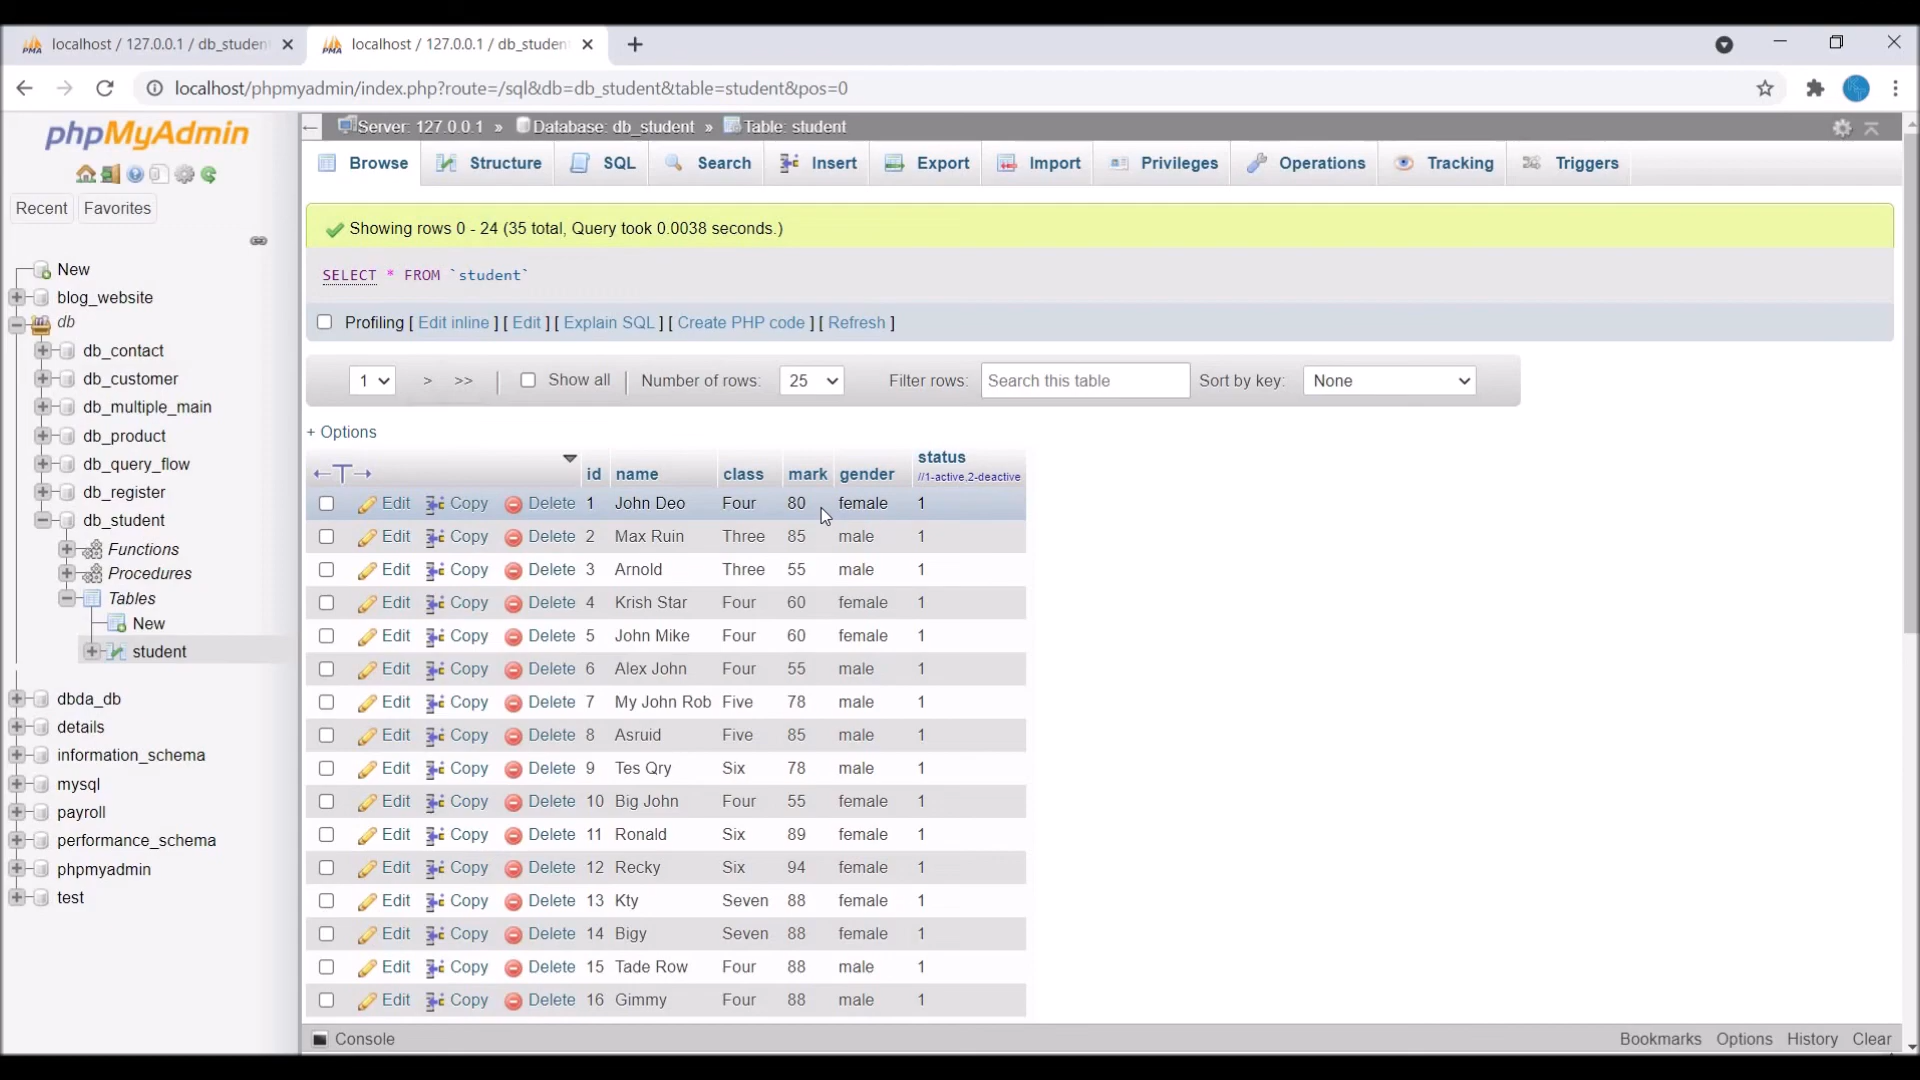 localhost / 127.0.0.1 / db_studen
localhost / 127.0.0.1 / db_studen
localhost/phpmyadmin/index.php?route=/sql&db=db_student&table=student&pos=0
phpMyAdmin
Recent
Favorites
New
blog_website
db
db_contact
db_customer
db_multiple_main
db_product
db_query_flow
db_register
db_student
Functions
Procedures
Tables
New
student
dbda_db
details
information_schema
mysql
payroll
performance_schema
phpmyadmin
test
Server: 127.0.0.1 » Database: db_student » Table: student
Browse Structure SQL Search Insert Export Import Privileges Operations Tracking Triggers
Showing rows 0 - 24 (35 total, Query took 0.0038 seconds.)
SELECT * FROM `student`
Profiling [ Edit inline ] [ Edit ] [ Explain SQL ] [ Create PHP code ] [ Refresh ]
1 > >> | Show all | Number of rows: 25 Filter rows: Search this table Sort by key: None
+ Options
←T→ id name class mark gender status
//1-active,2-deactive
Edit Copy Delete 1 John Deo Four 80 female 1
Edit Copy Delete 2 Max Ruin Three 85 male 1
Edit Copy Delete 3 Arnold Three 55 male 1
Edit Copy Delete 4 Krish Star Four 60 female 1
Edit Copy Delete 5 John Mike Four 60 female 1
Edit Copy Delete 6 Alex John Four 55 male 1
Edit Copy Delete 7 My John Rob Five 78 male 1
Edit Copy Delete 8 Asruid Five 85 male 1
Edit Copy Delete 9 Tes Qry Six 78 male 1
Edit Copy Delete 10 Big John Four 55 female 1
Edit Copy Delete 11 Ronald Six 89 female 1
Edit Copy Delete 12 Recky Six 94 female 1
Edit Copy Delete 13 Kty Seven 88 female 1
Edit Copy Delete 14 Bigy Seven 88 female 1
Edit Copy Delete 15 Tade Row Four 88 male 1
Edit Copy Delete 16 Gimmy Four 88 male 1
Console Bookmarks Options History Clear